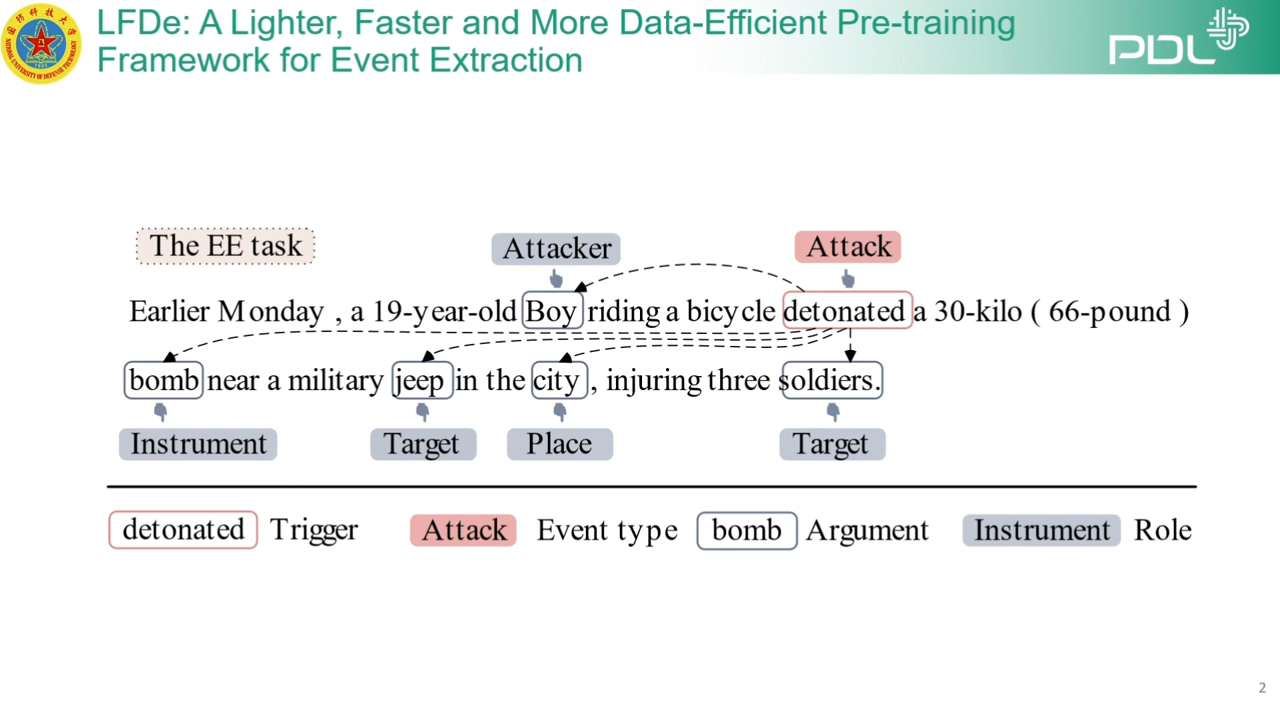 LFDe: A Lighter, Faster and More Data-Efficient Pre-training
Framework for Event Extraction
PDL
The EE task
Attacker
Attack
Earlier Monday , a 19-year-old Boy riding a bicycle detonated a 30-kilo ( 66-pound )
bomb near a military jeep in the city , injuring three soldiers.
Instrument
Target
Place
Target
detonated Trigger
Attack Event type
bomb Argument
Instrument Role
2